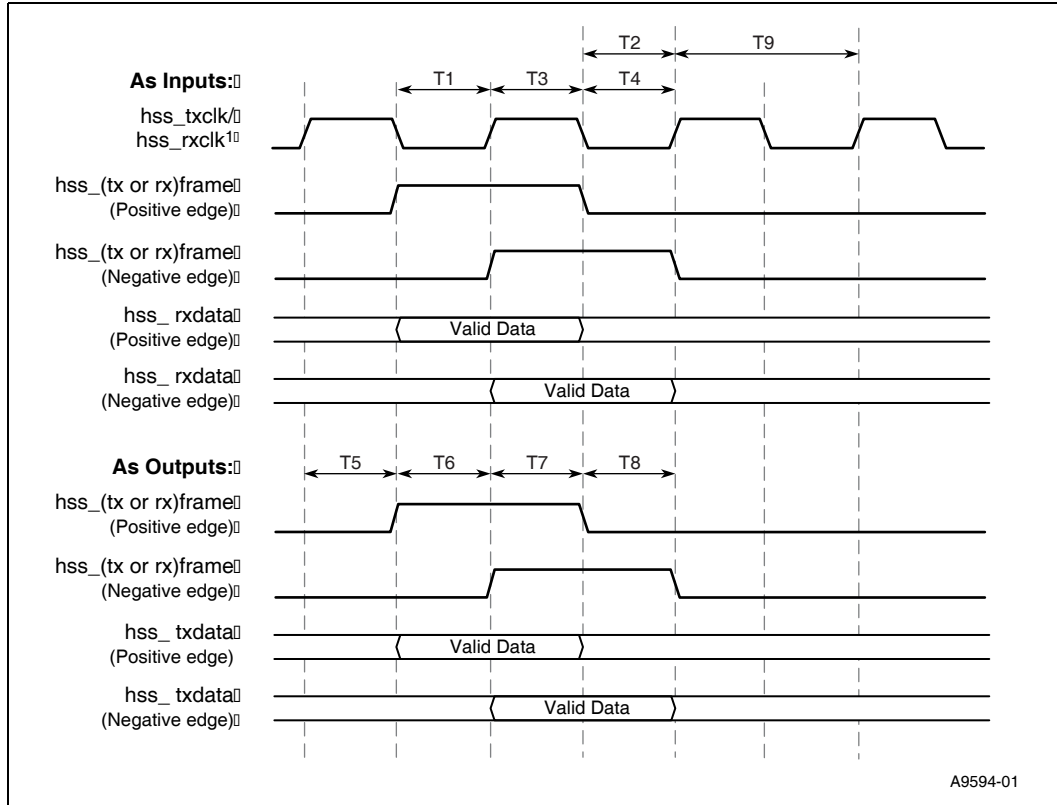 T2 T9
As Inputs:
T1 T3 T4
hss_txclk/
hss_rxclk1
hss_(tx or rx)frame
(Positive edge)
hss_(tx or rx)frame
(Negative edge)
hss_ rxdata
(Positive edge)
Valid Data
hss_ rxdata
(Negative edge)
Valid Data
As Outputs:
T5 T6 T7 T8
hss_(tx or rx)frame
(Positive edge)
hss_(tx or rx)frame
(Negative edge)
hss_ txdata
(Positive edge)
Valid Data
hss_ txdata
(Negative edge)
Valid Data
A9594-01